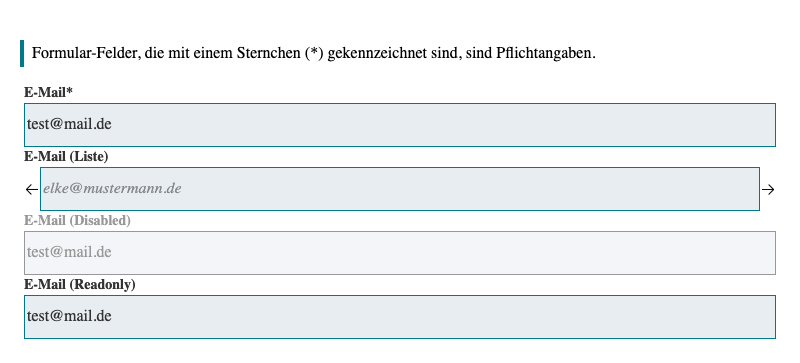 Formular-Felder, die mit einem Sternchen (*) gekennzeichnet sind, sind Pflichtangaben.
E-Mail*
test@mail.de
E-Mail (Liste)
← elke@mustermann.de →
E-Mail (Disabled)
test@mail.de
E-Mail (Readonly)
test@mail.de